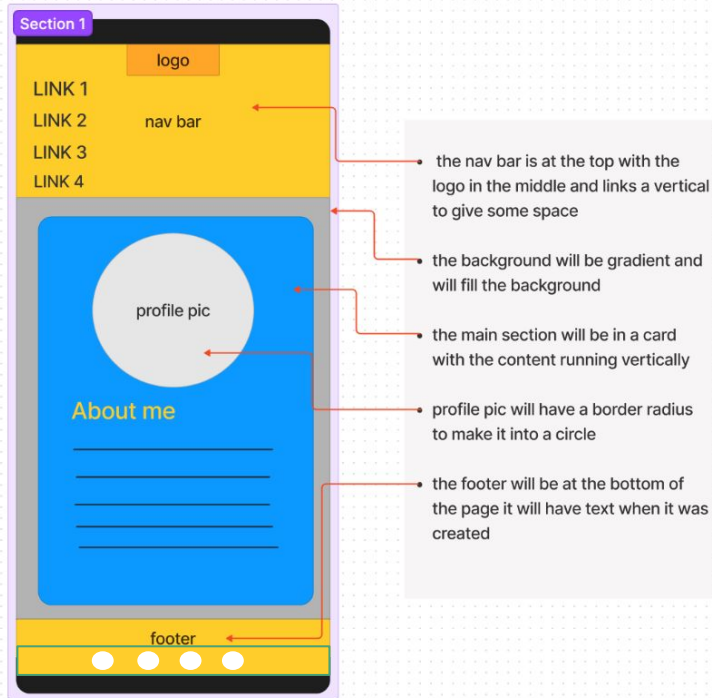 Section 1
logo
LINK 1
LINK 2
nav bar
LINK 3
LINK 4
profile pic
About me
footer
the nav bar is at the top with the
logo in the middle and links a vertical
to give some space
the background will be gradient and
will fill the background
the main section will be in a card
with the content running vertically
profile pic will have a border radius
to make it into a circle
the footer will be at the bottom of
the page it will have text when it was
created